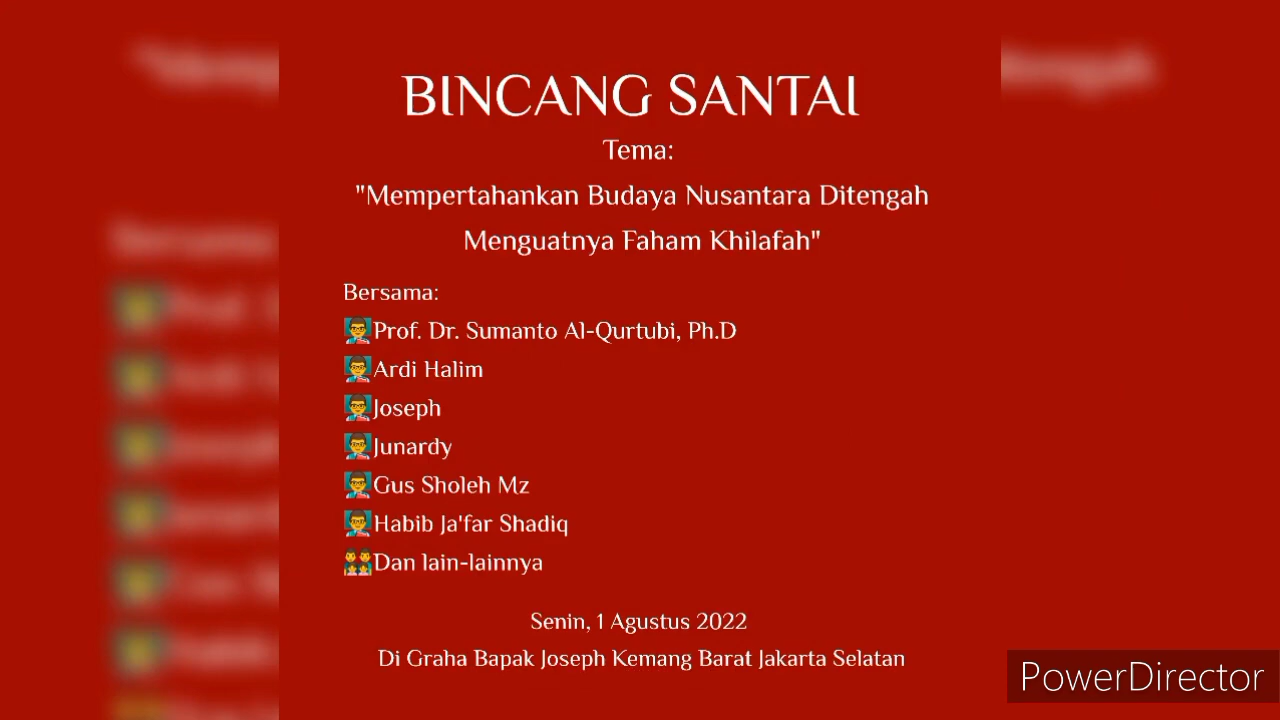 BINCANG SANTAI
Tema:
"Mempertahankan Budaya Nusantara Ditengah
Menguatnya Faham Khilafah"
Bersama:
👨‍🏫Prof. Dr. Sumanto Al-Qurtubi, Ph.D
👨‍🏫Ardi Halim
👨‍🏫Joseph
👨‍🏫Junardy
👨‍🏫Gus Sholeh Mz
👨‍🏫Habib Ja'far Shadiq
👨‍👨‍👧‍👧Dan lain-lainnya
Senin, 1 Agustus 2022
Di Graha Bapak Joseph Kemang Barat Jakarta Selatan
PowerDirector